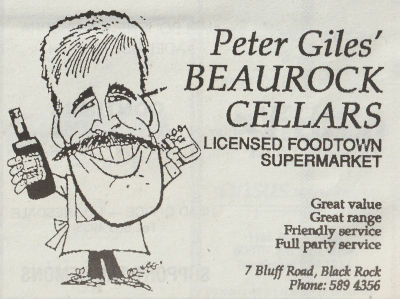 Peter Giles'
BEAUROCK
CELLARS
LICENSED FOODTOWN
SUPERMARKET
Great value
Great range
Friendly service
Full party service
7 Bluff Road, Black Rock
Phone: 589 4356